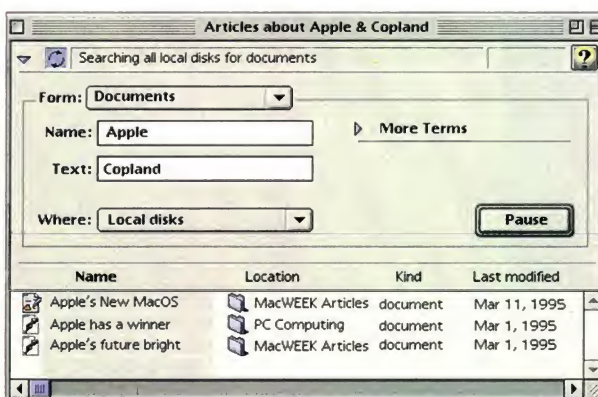 Articles about Apple & Copland
Searching all local disks for documents
?
Form: Documents
Name: Apple
More Terms
Text: Copland
Where: Local disks
Pause
Name Location Kind Last modified
Apple's New MacOS MacWEEK Articles document Mar 11, 1995
Apple has a winner PC Computing document Mar 1, 1995
Apple's future bright MacWEEK Articles document Mar 1, 1995